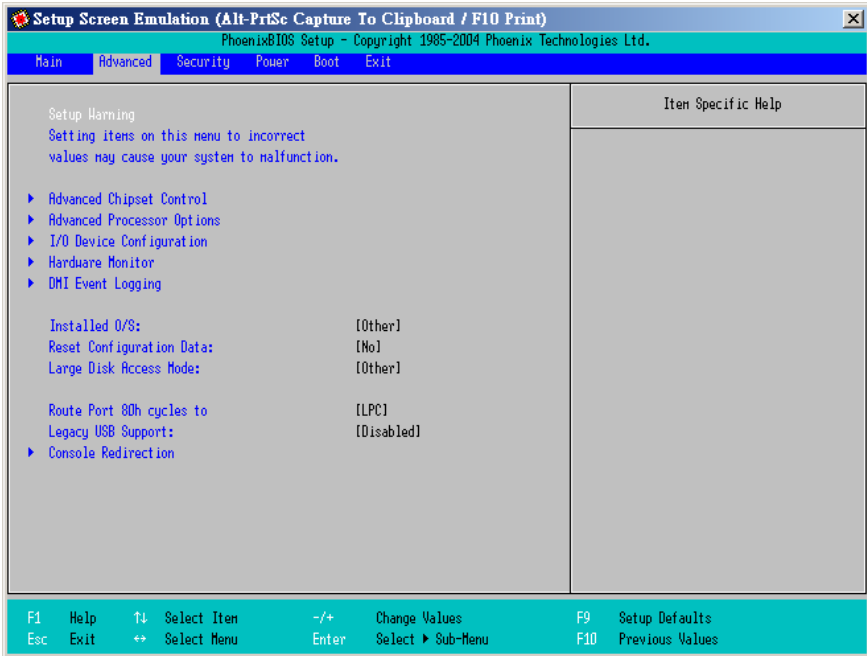 Setup Screen Emulation (Alt-PrtSc Capture To Clipboard / F10 Print)
PhoenixBIOS Setup - Copyright 1985-2004 Phoenix Technologies Ltd.
Main Advanced Security Power Boot Exit
Item Specific Help
Setup Warning
Setting items on this menu to incorrect
values may cause your system to malfunction.
Advanced Chipset Control
Advanced Processor Options
I/O Device Configuration
Hardware Monitor
DMI Event Logging
Installed O/S: [Other]
Reset Configuration Data: [No]
Large Disk Access Mode: [Other]
Route Port 80h cycles to [LPC]
Legacy USB Support: [Disabled]
Console Redirection
F1 Help ↑↓ Select Item -/+ Change Values F9 Setup Defaults
Esc Exit ↔ Select Menu Enter Select ▶ Sub-Menu F10 Previous Values